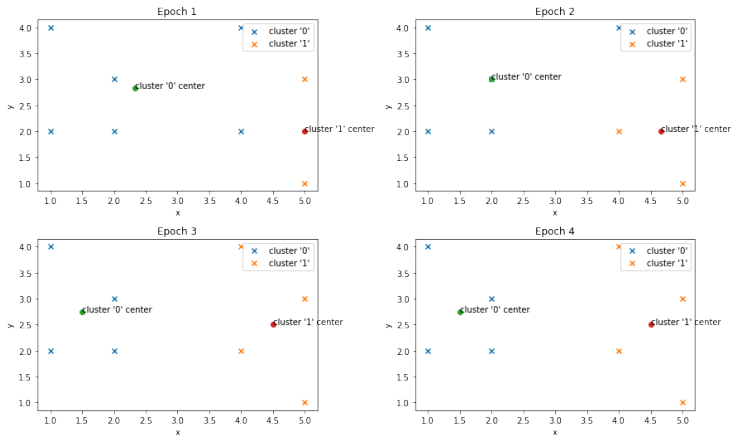 Epoch 1
4.0
3.5
3.0
2.5
2.0
1.5
1.0
y
cluster '0'
cluster '1'
cluster '0' center
cluster '1' center
1.0 1.5 2.0 2.5 3.0 3.5 4.0 4.5 5.0
x
Epoch 2
4.0
3.5
3.0
2.5
2.0
1.5
1.0
y
cluster '0'
cluster '1'
cluster '0' center
cluster '1' center
1.0 1.5 2.0 2.5 3.0 3.5 4.0 4.5 5.0
x
Epoch 3
4.0
3.5
3.0
2.5
2.0
1.5
1.0
y
cluster '0'
cluster '1'
cluster '0' center
cluster '1' center
1.0 1.5 2.0 2.5 3.0 3.5 4.0 4.5 5.0
x
Epoch 4
4.0
3.5
3.0
2.5
2.0
1.5
1.0
y
cluster '0'
cluster '1'
cluster '0' center
cluster '1' center
1.0 1.5 2.0 2.5 3.0 3.5 4.0 4.5 5.0
x